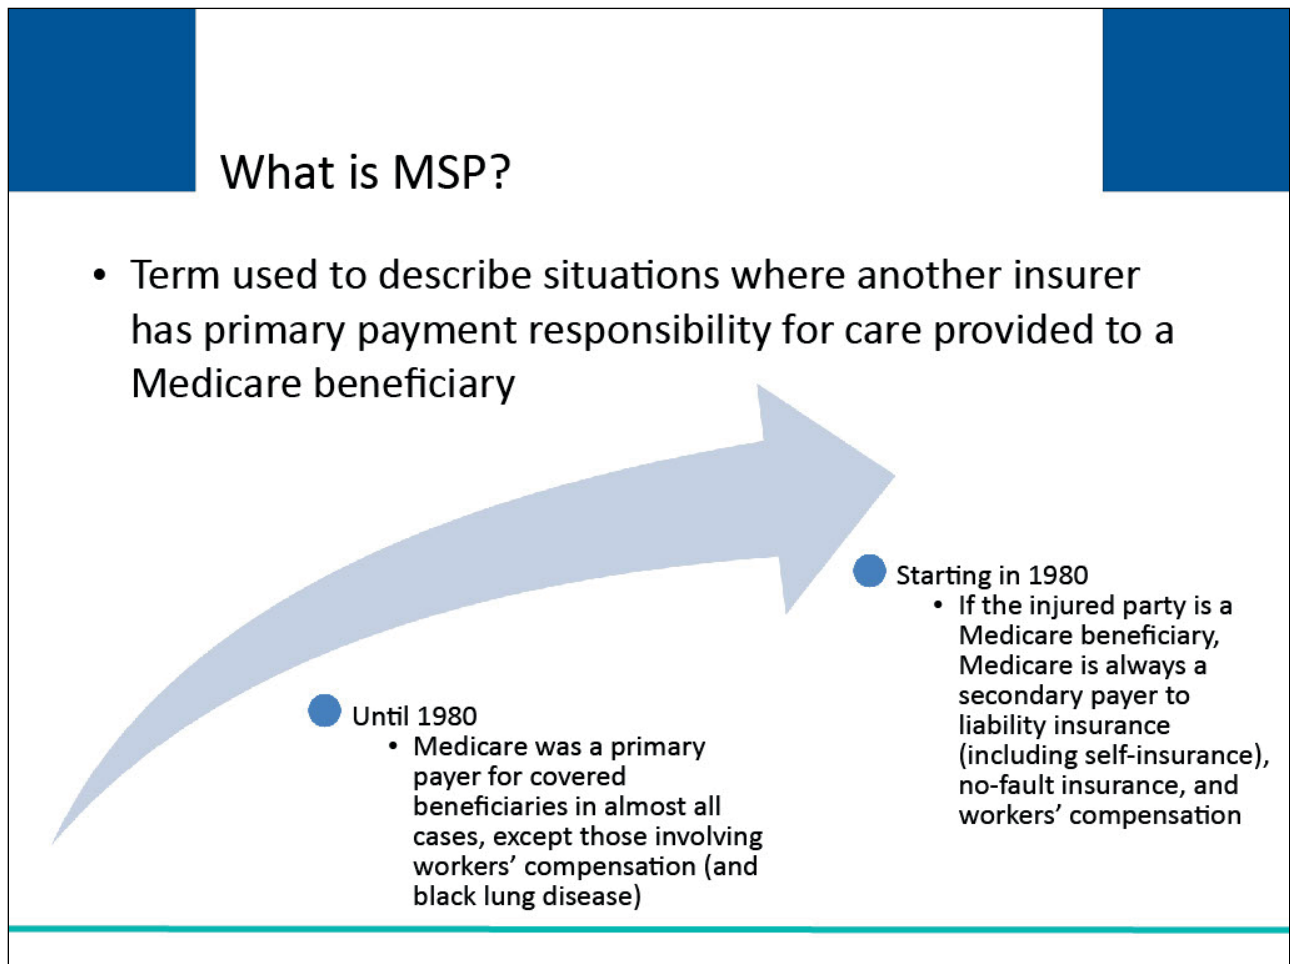 What is MSP?
• Term used to describe situations where another insurer
has primary payment responsibility for care provided to a
Medicare beneficiary
Until 1980
• Medicare was a primary
payer for covered
beneficiaries in almost all
cases, except those involving
workers’ compensation (and
black lung disease)
Starting in 1980
• If the injured party is a
Medicare beneficiary,
Medicare is always a
secondary payer to
liability insurance
(including self-insurance),
no-fault insurance, and
workers’ compensation